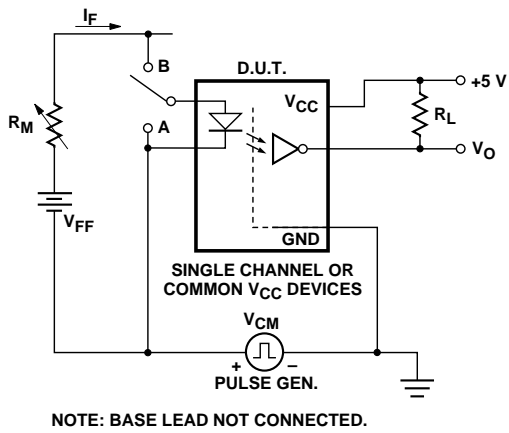 I_F
B
D.U.T.
+5 V
V_CC
R_L
R_M
A
V_O
V_FF
GND
SINGLE CHANNEL OR
COMMON V_CC DEVICES
V_CM
+ –
PULSE GEN.
NOTE: BASE LEAD NOT CONNECTED.